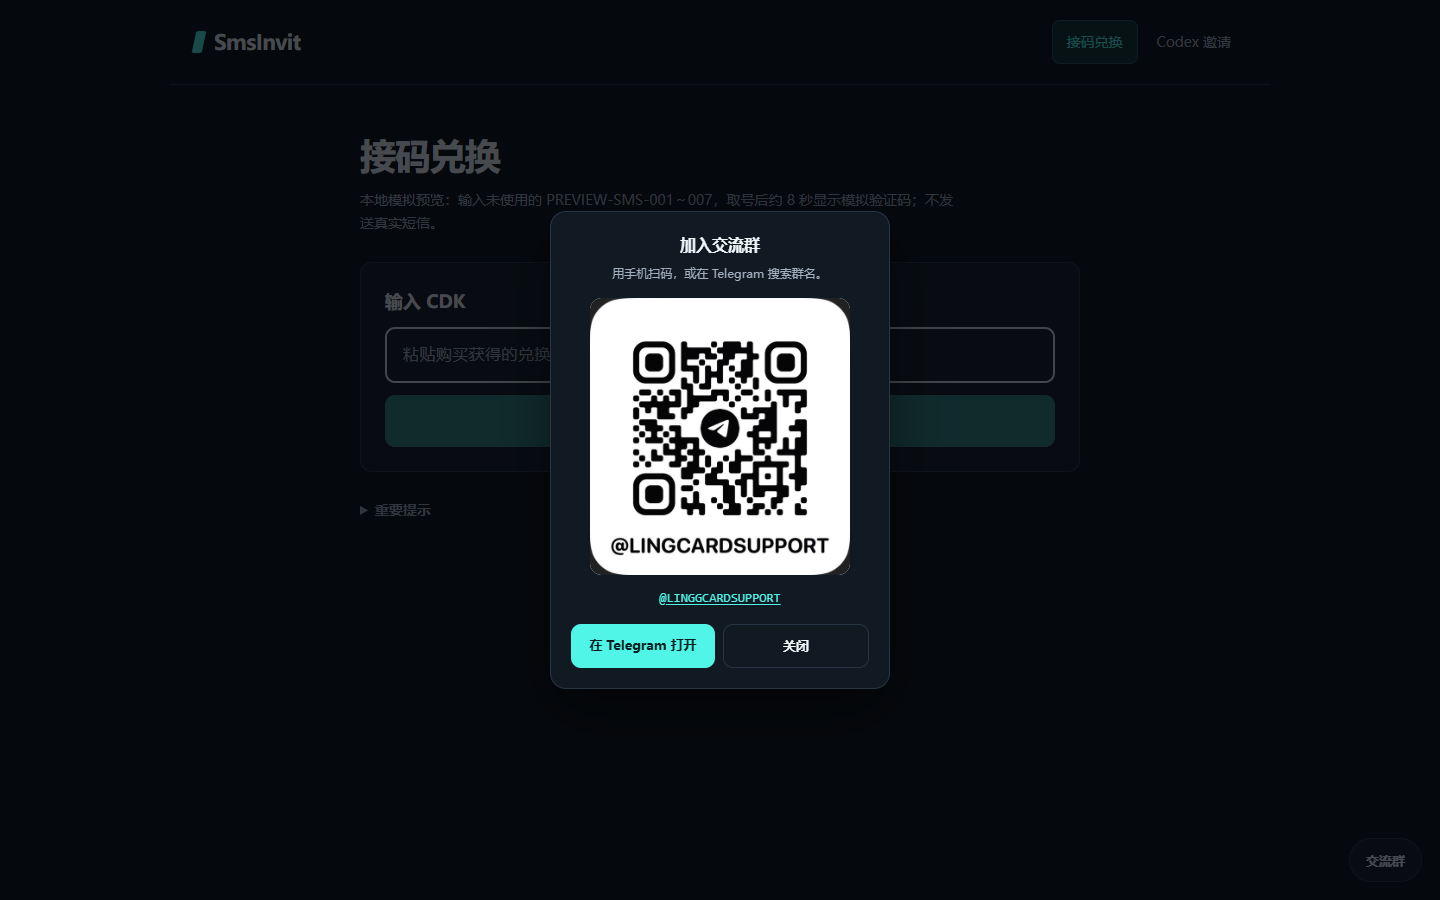 SmsInvit
接码兑换
Codex 邀请
接码兑换
本地模拟预览：输入未使用的 PREVIEW-SMS-001～007，取号后约 8 秒显示模拟验证码；不发
送真实短信。
输入 CDK
粘贴购买获得的兑换
重要提示
加入交流群
用手机扫码，或在 Telegram 搜索群名。
@LINGCARDSUPPORT
@LINGGCARDSUPPORT
在 Telegram 打开
关闭
交流群